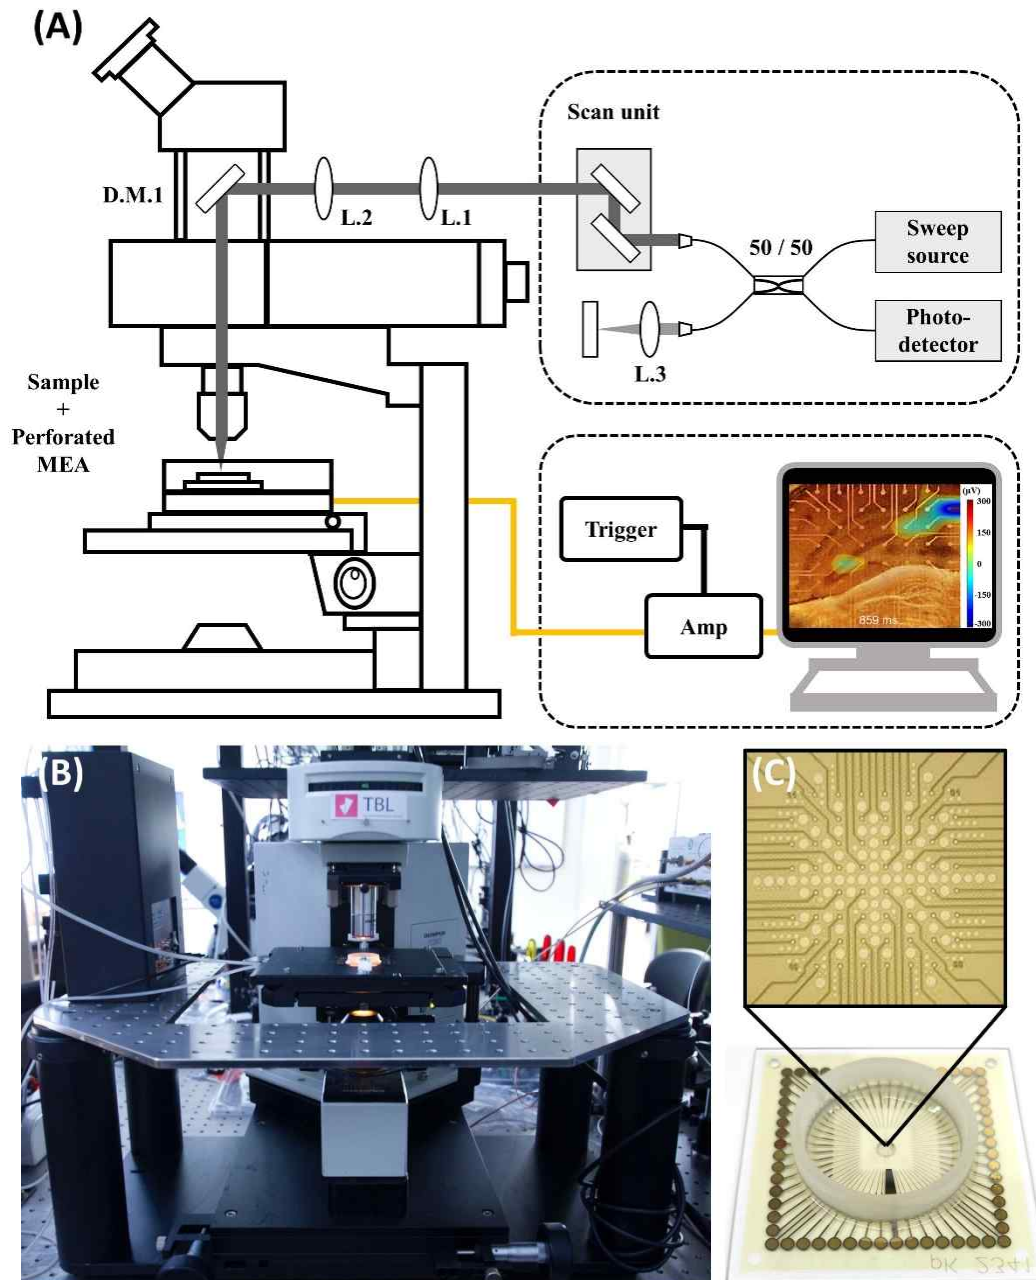 (A)
Scan unit
D.M.1
L.2
L.1
50 / 50
Sweep
source
Photo-
detector
L.3
Sample
+
Perforated
MEA
Trigger
Amp
(µV)
300
150
0
-150
-300
859 ms
(B)
TBL
OLYMPUS
(C)